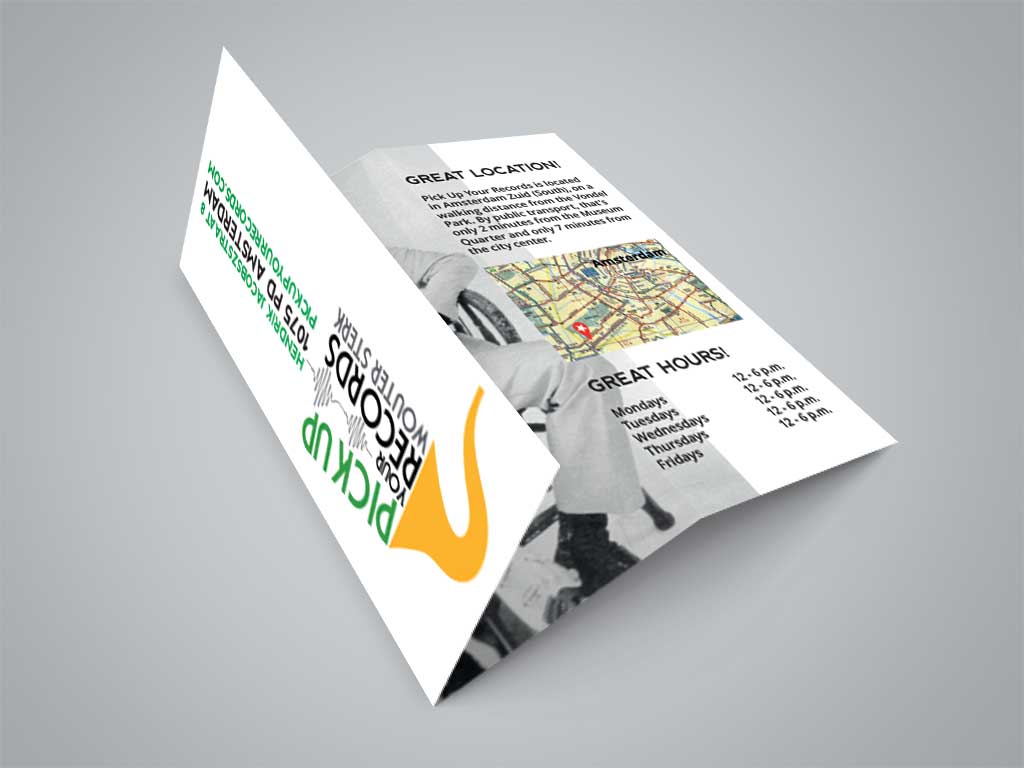 PICK UP
YOUR
RECORDS
WOUTER STERK
HENDRIK JACOBSZSTRAAT 8
1075 PD AMSTERDAM
PICKUPYOURRECORDS.COM
GREAT LOCATION!
Pick Up Your Records is located
in Amsterdam Zuid (South), on a
walking distance from the Vondel
Park. By public transport, that's
only 2 minutes from the Museum
Quarter and only 7 minutes from
the city center.
Amsterdam
GREAT HOURS!
Mondays 12 - 6 p.m.
Tuesdays 12 - 6 p.m.
Wednesdays 12 - 6 p.m.
Thursdays 12 - 6 p.m.
Fridays 12 - 6 p.m.